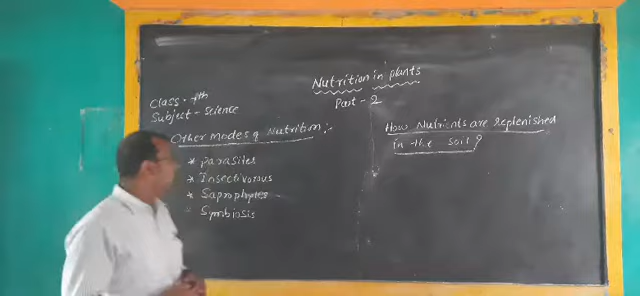 Nutrition in plants
Part - 2
Class - 7th
Subject - Science
Other modes of Nutrition :-
* Parasites
* Insectivorous
* Saprophytes
* Symbiosis
How Nutrients are replenished
in the soil?